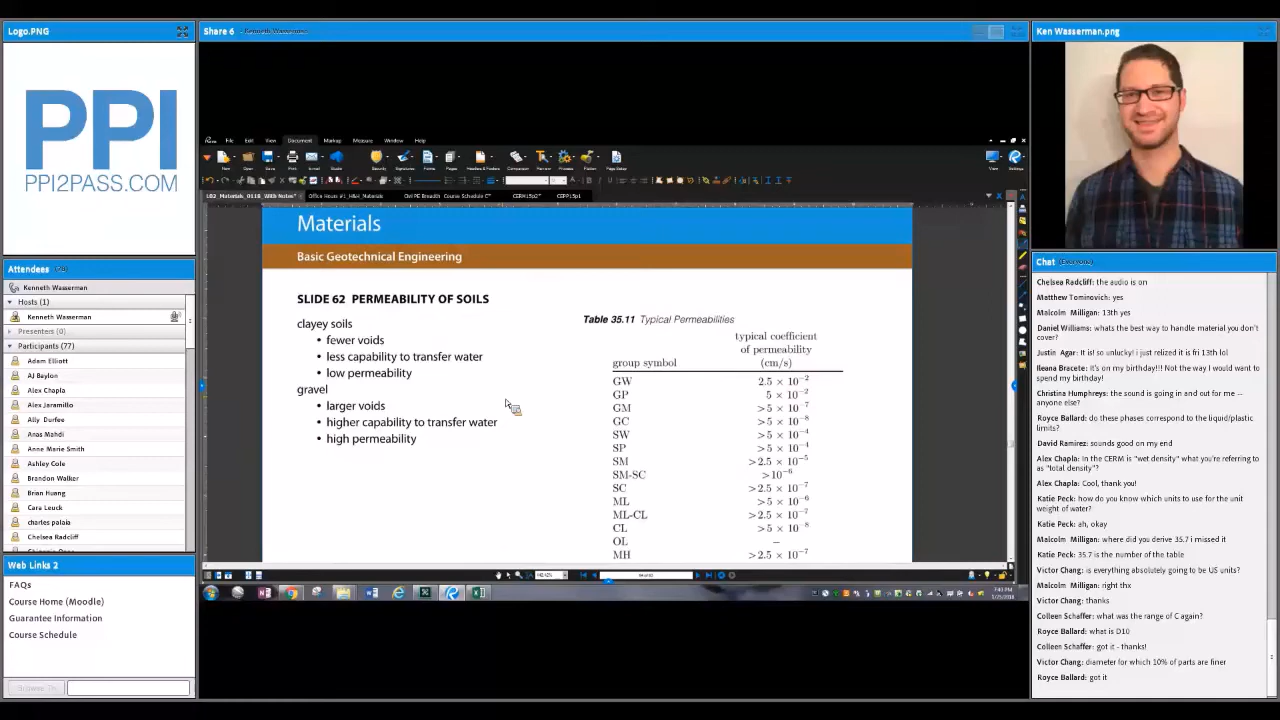 Logo.PNG
PPI
PPI2PASS.COM
Attendees
Kenneth Wasserman
Hosts (1)
Kenneth Wasserman
Presenters (0)
Participants (77)
Adam Elliott
AJ Baylon
Alex Chapla
Alex Jaramillo
Ally Durfee
Anas Mahdi
Anne Marie Smith
Ashley Cole
Brandon Walker
Brian Huang
Cara Leuck
charles palaia
Chelsea Radcliff
Web Links 2
FAQs
Course Home (Moodle)
Guarantee Information
Course Schedule
Browse To
Share 6 - Kenneth Wasserman
File Edit View Document Markup Measure Window Help
Materials
Basic Geotechnical Engineering
SLIDE 62 PERMEABILITY OF SOILS
clayey soils
• fewer voids
• less capability to transfer water
• low permeability
gravel
• larger voids
• higher capability to transfer water
• high permeability
Table 35.11 Typical Permeabilities
typical coefficient
of permeability
group symbol (cm/s)
GW 2.5 × 10⁻²
GP 5 × 10⁻²
GM >5 × 10⁻⁷
GC >5 × 10⁻⁸
SW >5 × 10⁻⁴
SP >5 × 10⁻⁴
SM >2.5 × 10⁻⁵
SM-SC >10⁻⁶
SC >2.5 × 10⁻⁷
ML >5 × 10⁻⁶
ML-CL >2.5 × 10⁻⁷
CL >5 × 10⁻⁸
OL –
MH >2.5 × 10⁻⁷
Ken Wasserman.png
Chat (Everyone)
Chelsea Radcliff: the audio is on
Matthew Tominovich: yes
Malcolm Milligan: 13th yes
Daniel Williams: whats the best way to handle material you don't
cover?
Justin Agar: It is! so unlucky! i just relized it is fri 13th lol
Ileana Bracete: It's on my birthday!!! Not the way I would want to
spend my birthday!
Christina Humphreys: the sound is going in and out for me —
anyone else?
Royce Ballard: do these phases correspond to the liquid/plastic
limits?
David Ramirez: sounds good on my end
Alex Chapla: In the CERM is "wet density" what you're referring to
as "total density"?
Alex Chapla: Cool, thank you!
Katie Peck: how do you know which units to use for the unit
weight of water?
Katie Peck: ah, okay
Malcolm Milligan: where did you derive 35.7 i missed it
Katie Peck: 35.7 is the number of the table
Victor Chang: is everything absolutely going to be US units?
Malcolm Milligan: right thx
Victor Chang: thanks
Colleen Schaffer: what was the range of C again?
Royce Ballard: what is D10
Colleen Schaffer: got it - thanks!
Victor Chang: diameter for which 10% of parts are finer
Royce Ballard: got it